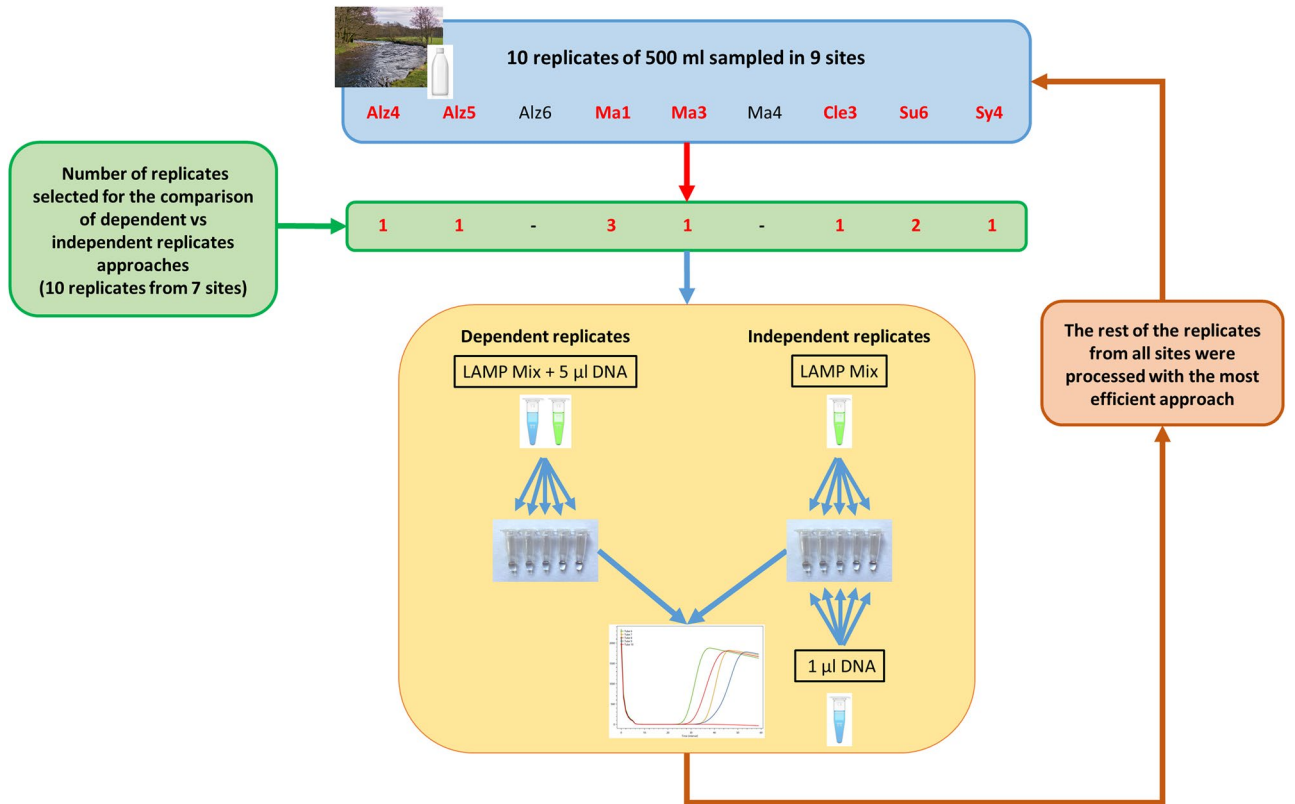 10 replicates of 500 ml sampled in 9 sites
Alz4 Alz5 Alz6 Ma1 Ma3 Ma4 Cle3 Su6 Sy4
Number of replicates
selected for the comparison
of dependent vs
independent replicates
approaches
(10 replicates from 7 sites)
1 1 - 3 1 - 1 2 1
Dependent replicates
LAMP Mix + 5 µl DNA
Independent replicates
LAMP Mix
1 µl DNA
The rest of the replicates
from all sites were
processed with the most
efficient approach